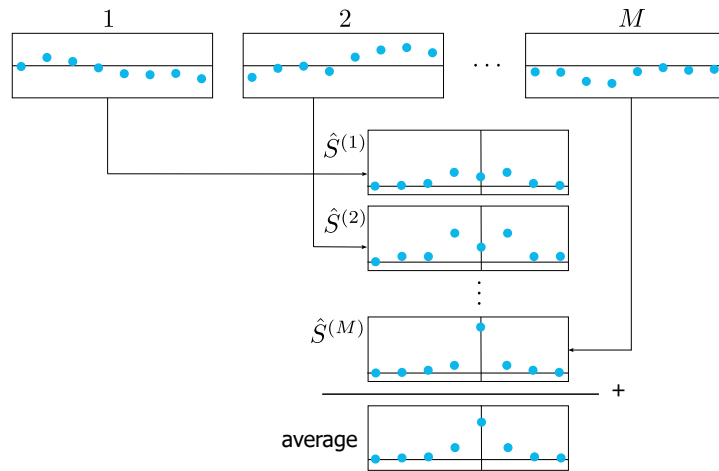 1 2 M
. . .
Ŝ⁽¹⁾
Ŝ⁽²⁾
⋮
Ŝ⁽ᴹ⁾
+
average